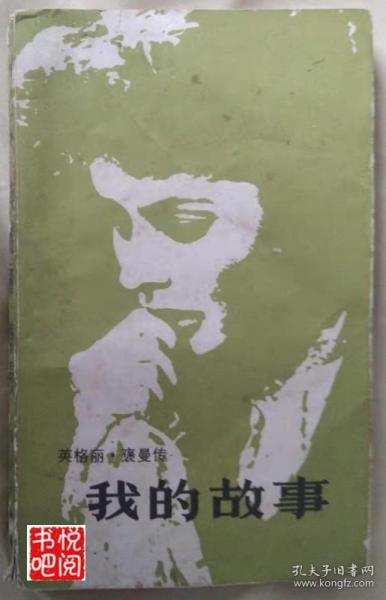 英格丽·褒曼传
我的故事
悦阅
书吧
孔夫子旧书网
www.kongfz.com